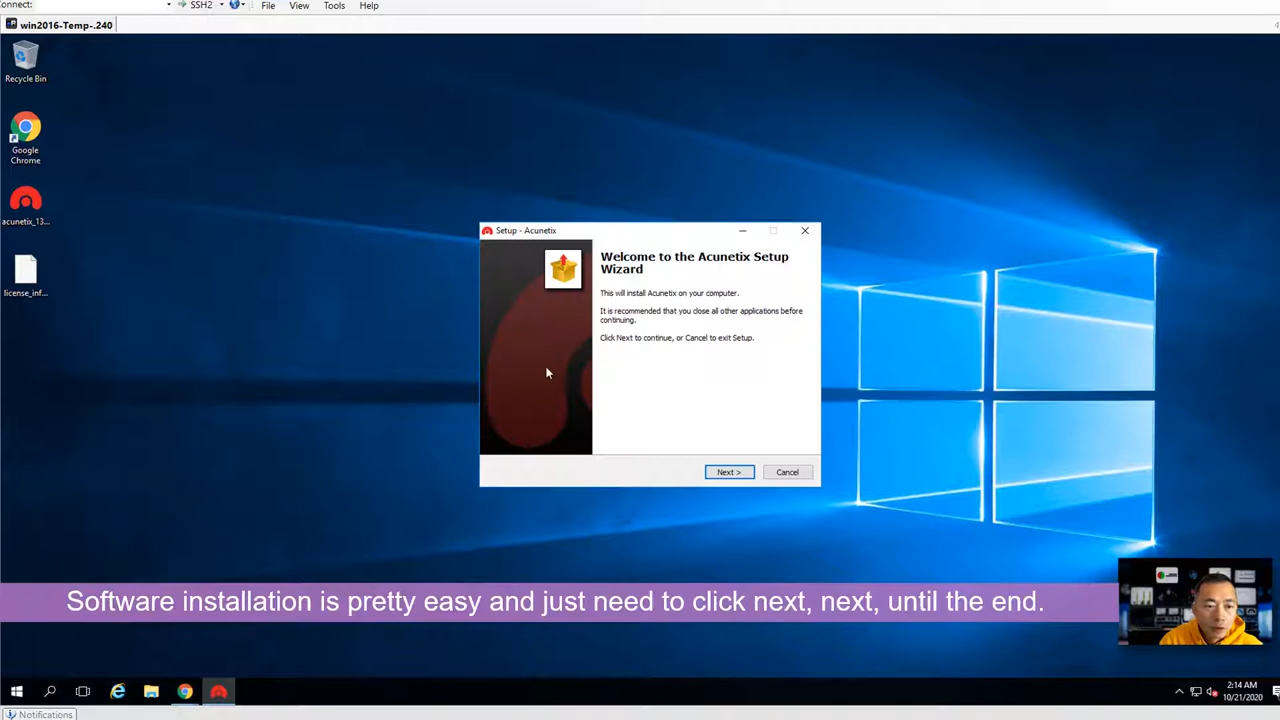 onnect:
SSH2
File
View
Tools
Help
win2016-Temp-.240
Recycle Bin
Google
Chrome
acunetix_13...
license_inf...
Setup - Acunetix
Welcome to the Acunetix Setup
Wizard
This will install Acunetix on your computer.
It is recommended that you close all other applications before
continuing.
Click Next to continue, or Cancel to exit Setup.
Next >
Cancel
Software installation is pretty easy and just need to click next, next, until the end.
2:14 AM
10/21/2020
Notifications